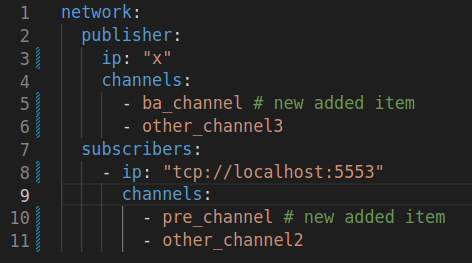 1 network:
2   publisher:
3     ip: "x"
4     channels:
5       - ba_channel # new added item
6       - other_channel3
7   subscribers:
8     - ip: "tcp://localhost:5553"
9       channels:
10         - pre_channel # new added item
11         - other_channel2